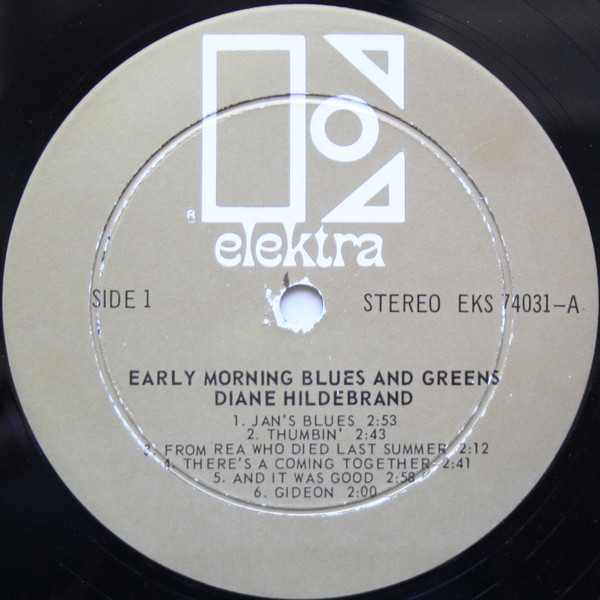 R
elektra
SIDE 1
STEREO EKS 74031-A
EARLY MORNING BLUES AND GREENS
DIANE HILDEBRAND
1. JAN'S BLUES 2:53
2. THUMBIN' 2:43
3. FROM REA WHO DIED LAST SUMMER 2:12
4. THERE'S A COMING TOGETHER 2:41
5. AND IT WAS GOOD 2:58
6. GIDEON 2:00